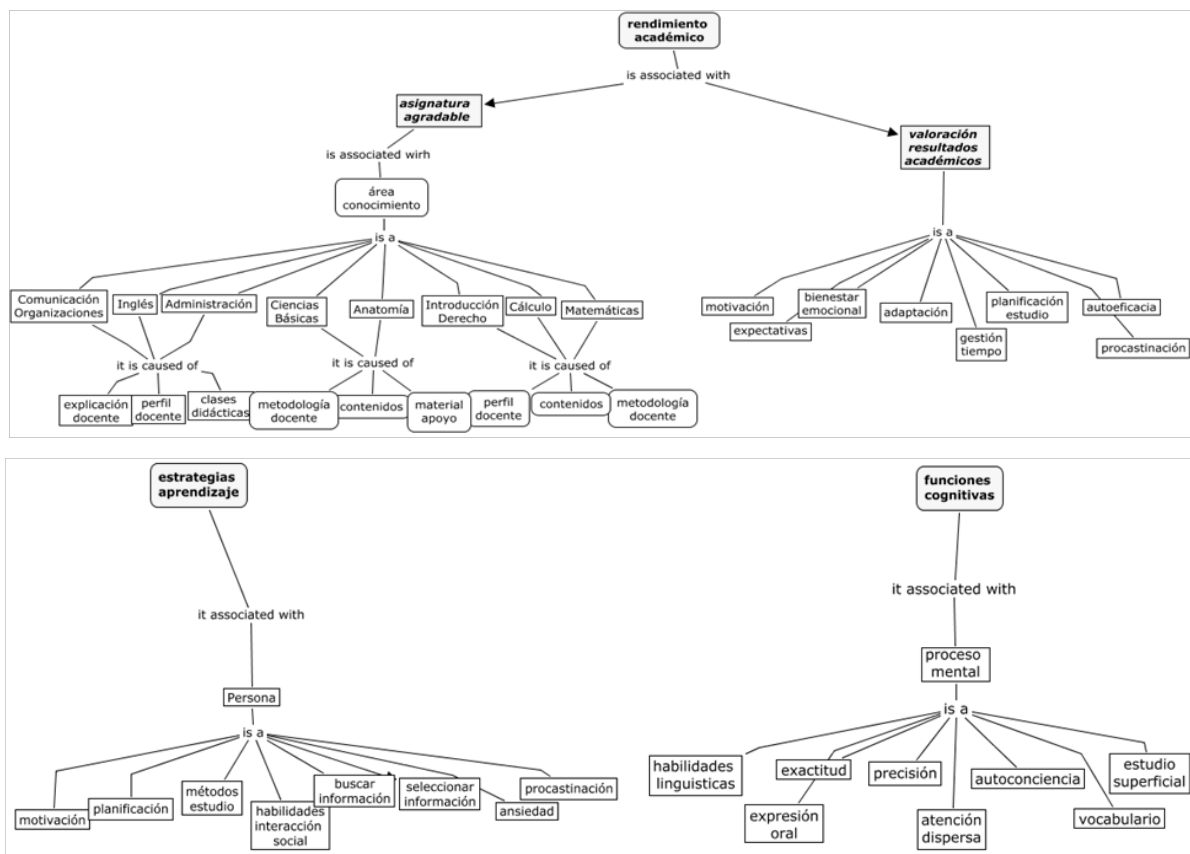 rendimiento
académico
is associated with
asignatura
agradable
valoración
resultados
académicos
is associated wirh
área
conocimiento
is a
Comunicación
Organizaciones
Inglés
Administración
Ciencias
Básicas
Anatomía
Introducción
Derecho
Cálculo
Matemáticas
it is caused of
it is caused of
it is caused of
explicación
docente
perfil
docente
clases
didácticas
metodología
docente
contenidos
material
apoyo
perfil
docente
contenidos
metodología
docente
is a
motivación
expectativas
bienestar
emocional
adaptación
gestión
tiempo
planificación
estudio
autoeficacia
procastinación
estrategias
aprendizaje
it associated with
Persona
is a
motivación
planificación
métodos
estudio
habilidades
interacción
social
buscar
información
seleccionar
información
ansiedad
procastinación
funciones
cognitivas
it associated with
proceso
mental
is a
habilidades
linguisticas
expresión
oral
exactitud
precisión
atención
dispersa
autoconciencia
vocabulario
estudio
superficial